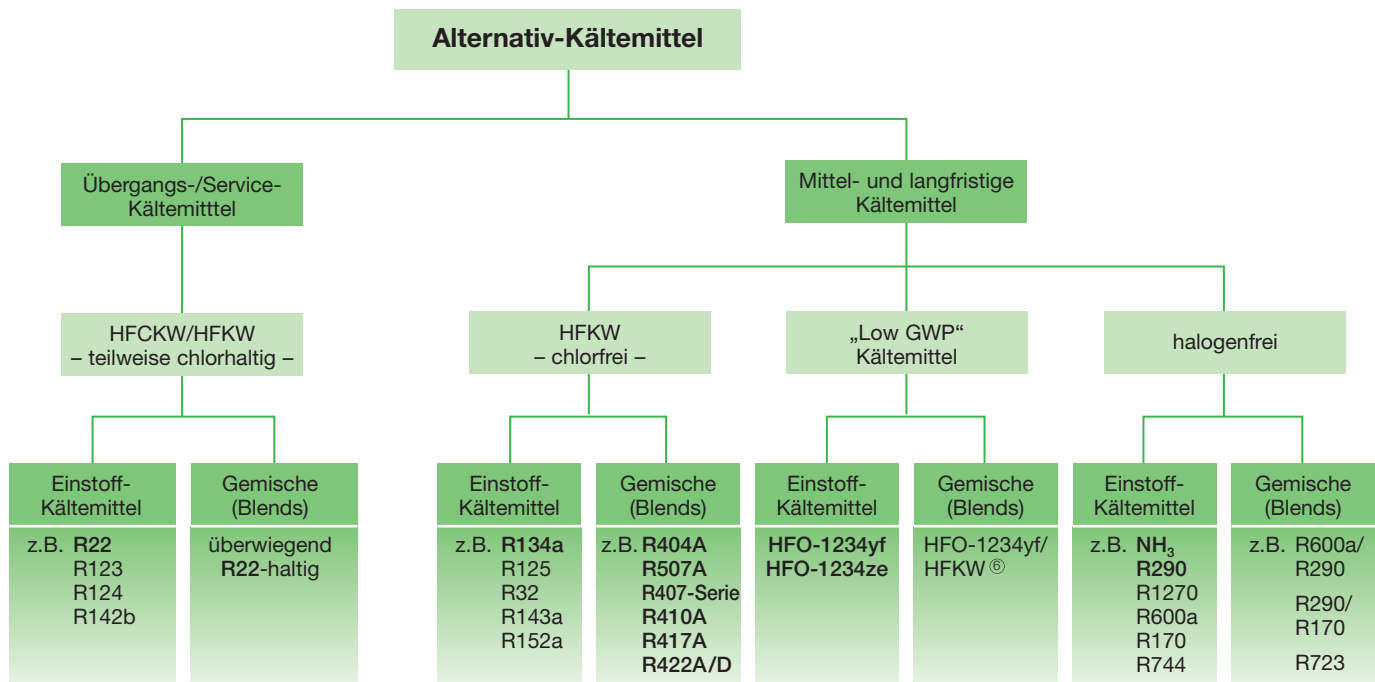 Alternativ-Kältemittel
Übergangs-/Service-
Kältemitttel
Mittel- und langfristige
Kältemittel
HFCKW/HFKW
– teilweise chlorhaltig –
HFKW
– chlorfrei –
„Low GWP“
Kältemittel
halogenfrei
Einstoff-
Kältemittel
z.B. R22
R123
R124
R142b
Gemische
(Blends)
überwiegend
R22-haltig
Einstoff-
Kältemittel
z.B. R134a
R125
R32
R143a
R152a
Gemische
(Blends)
z.B. R404A
R507A
R407-Serie
R410A
R417A
R422A/D
Einstoff-
Kältemittel
HFO-1234yf
HFO-1234ze
Gemische
(Blends)
HFO-1234yf/
HFKW ⑥
Einstoff-
Kältemittel
z.B. NH₃
R290
R1270
R600a
R170
R744
Gemische
(Blends)
z.B. R600a/
R290
R290/
R170
R723